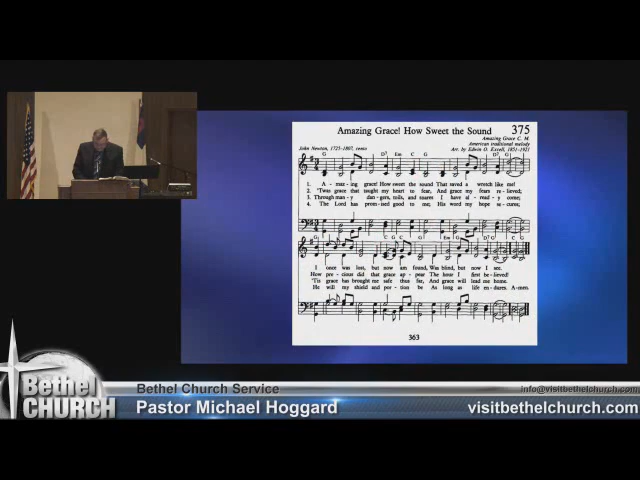 Amazing Grace! How Sweet the Sound 375
John Newton, 1725-1807, cento
Amazing Grace C. M.
American traditional melody
Arr. by Edwin O. Excell, 1851-1921
G G7 C G Em D7 G
1. A - maz - ing grace! How sweet the sound That saved a wretch like me!
2. 'Twas grace that taught my heart to fear, And grace my fears re - lieved;
3. Through man - y dan - gers, toils, and snares I have al - read - y come;
4. The Lord has prom - ised good to me, His word my hope se - cures;
I once was lost, but now am found, Was blind, but now I see.
How pre - cious did that grace ap - pear The hour I first be - lieved!
'Tis grace has brought me safe thus far, And grace will lead me home.
He will my shield and por - tion be As long as life en - dures. A-men.
363
Bethel
CHURCH
Bethel Church Service
info@visitbethelchurch.com
Pastor Michael Hoggard
visitbethelchurch.com